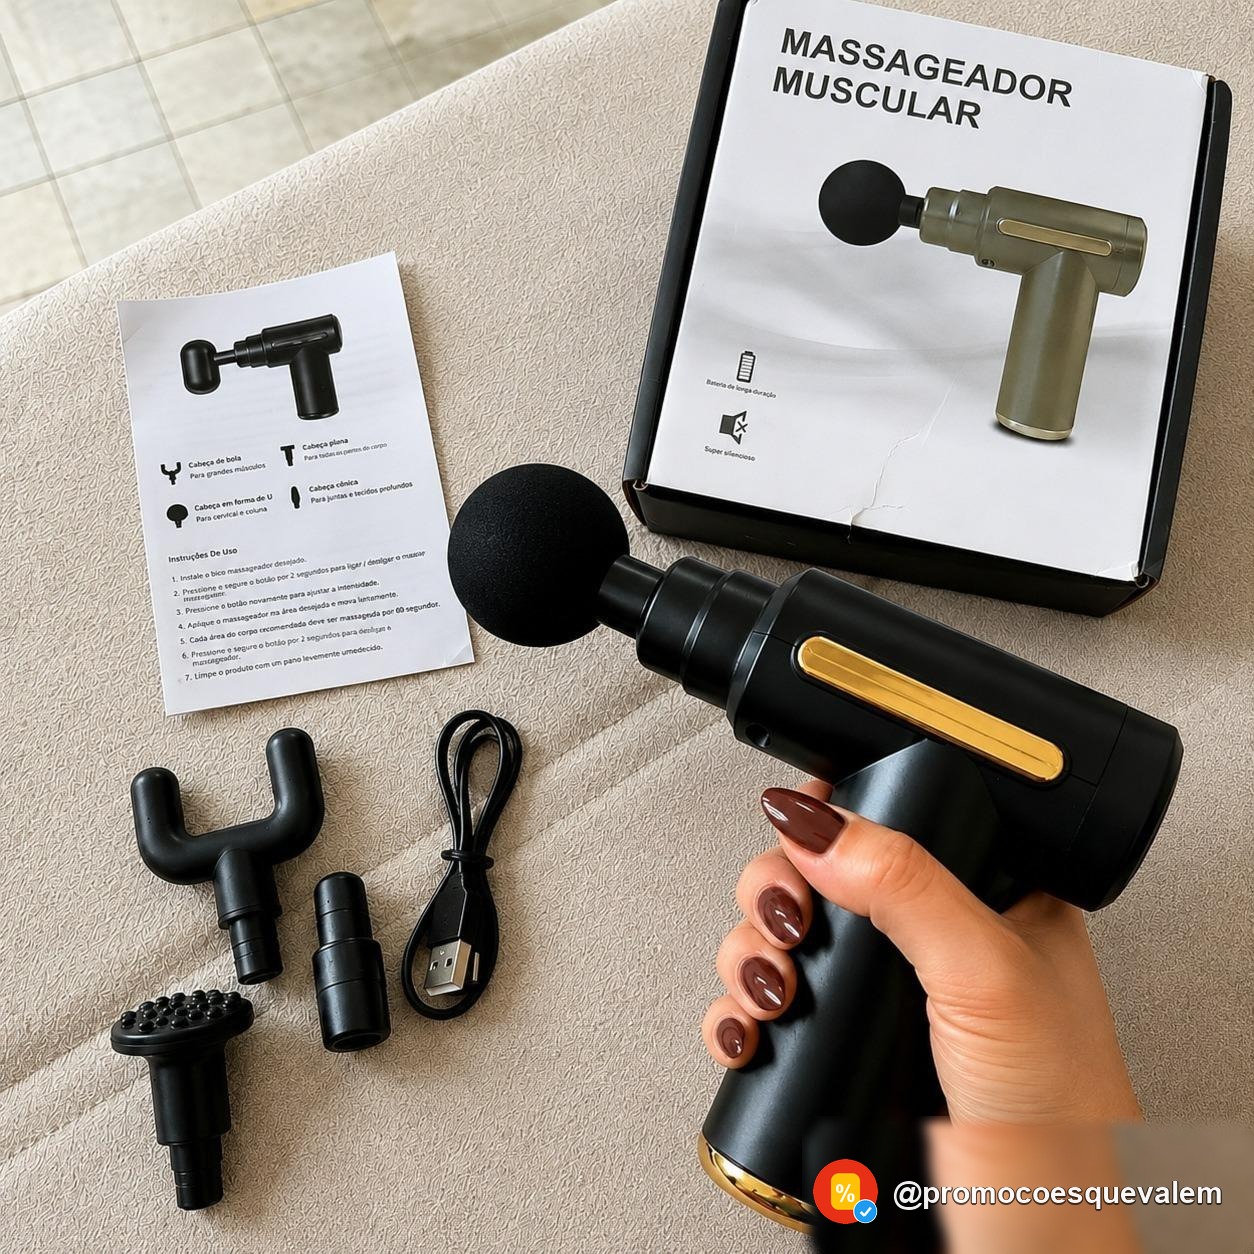 MASSAGEADOR
MUSCULAR
Bateria de longa duração
Super silencioso
Cabeça de bola
Para grandes músculos
Cabeça plana
Para todas as partes do corpo
Cabeça em forma de U
Para cervical e coluna
Cabeça cônica
Para juntas e tecidos profundos
Instruções De Uso
1. Instale o bico massageador desejado.
2. Pressione e segure o botão por 2 segundos para ligar / desligar o
3. Pressione o botão novamente para ajustar a intensidade.
4. Aplique o massageador na área desejada e mova lentamente.
5. Cada área do corpo recomendada deve ser massageada por 60 segundor.
6. Pressione e segure o botão por 2 segundos para desligar o
massageador.
7. Limpe o produto com um pano levemente umedecido.
%
@promocoesquevalem